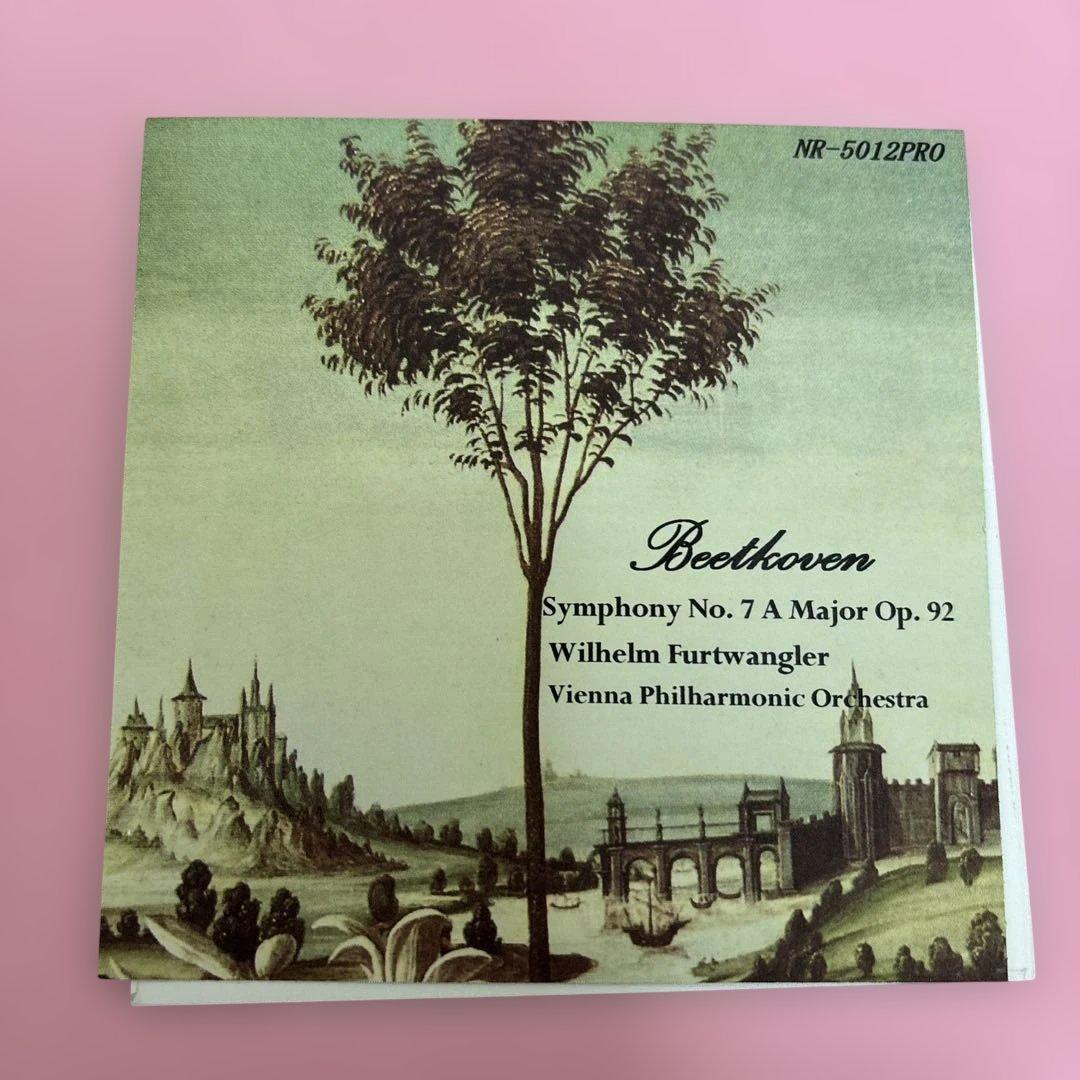 NR-5012PRO
Beethoven
Symphony No. 7 A Major Op. 92
Wilhelm Furtwangler
Vienna Philharmonic Orchestra